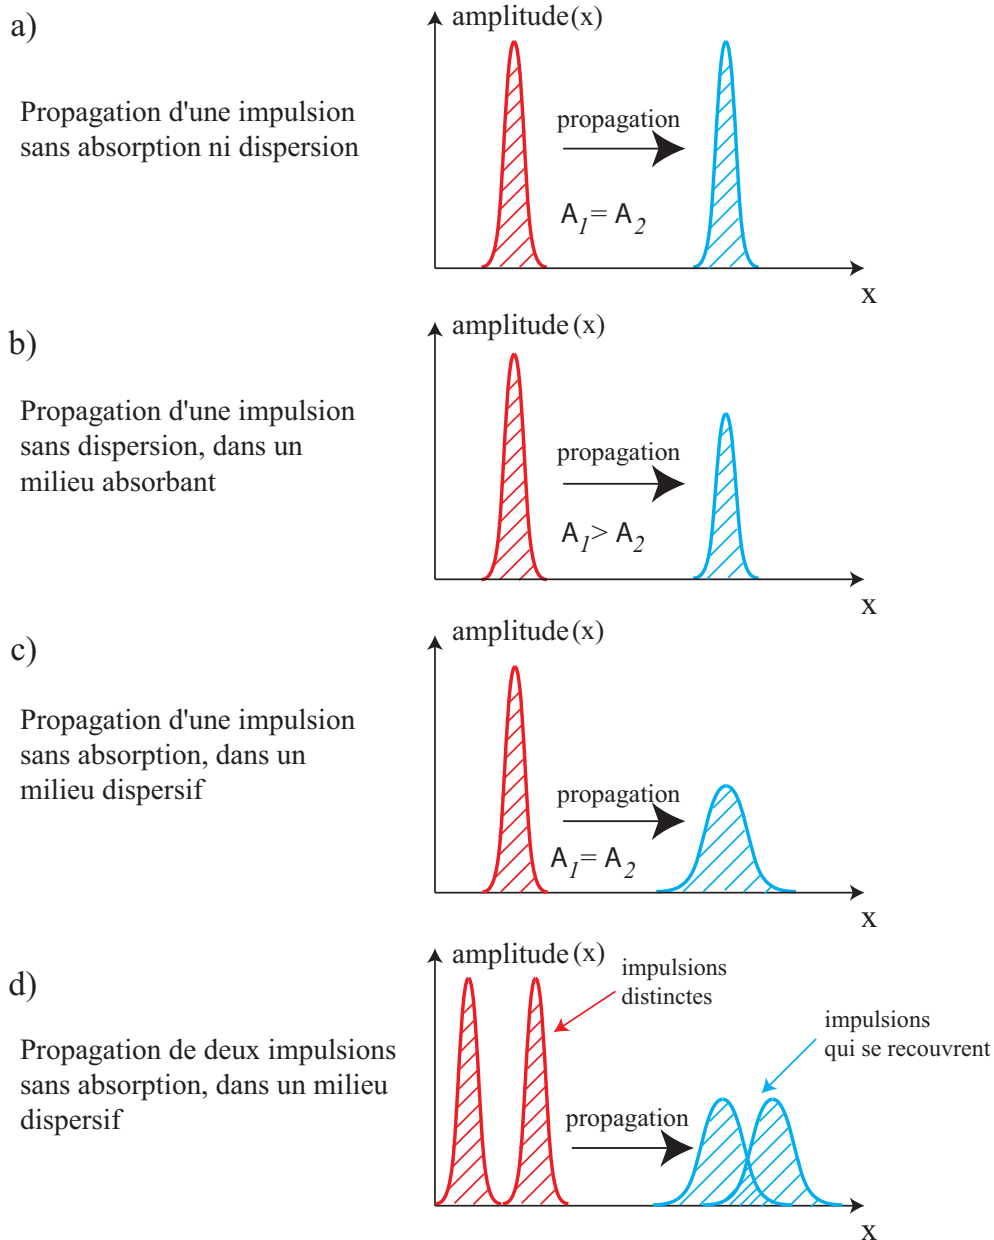 a)
amplitude(x)
Propagation d'une impulsion
sans absorption ni dispersion
propagation
A1= A2
x
b)
amplitude(x)
Propagation d'une impulsion
sans dispersion, dans un
milieu absorbant
propagation
A1> A2
x
c)
amplitude(x)
Propagation d'une impulsion
sans absorption, dans un
milieu dispersif
propagation
A1= A2
x
d)
amplitude(x)
impulsions
distinctes
impulsions
qui se recouvrent
Propagation de deux impulsions
sans absorption, dans un milieu
dispersif
propagation
x